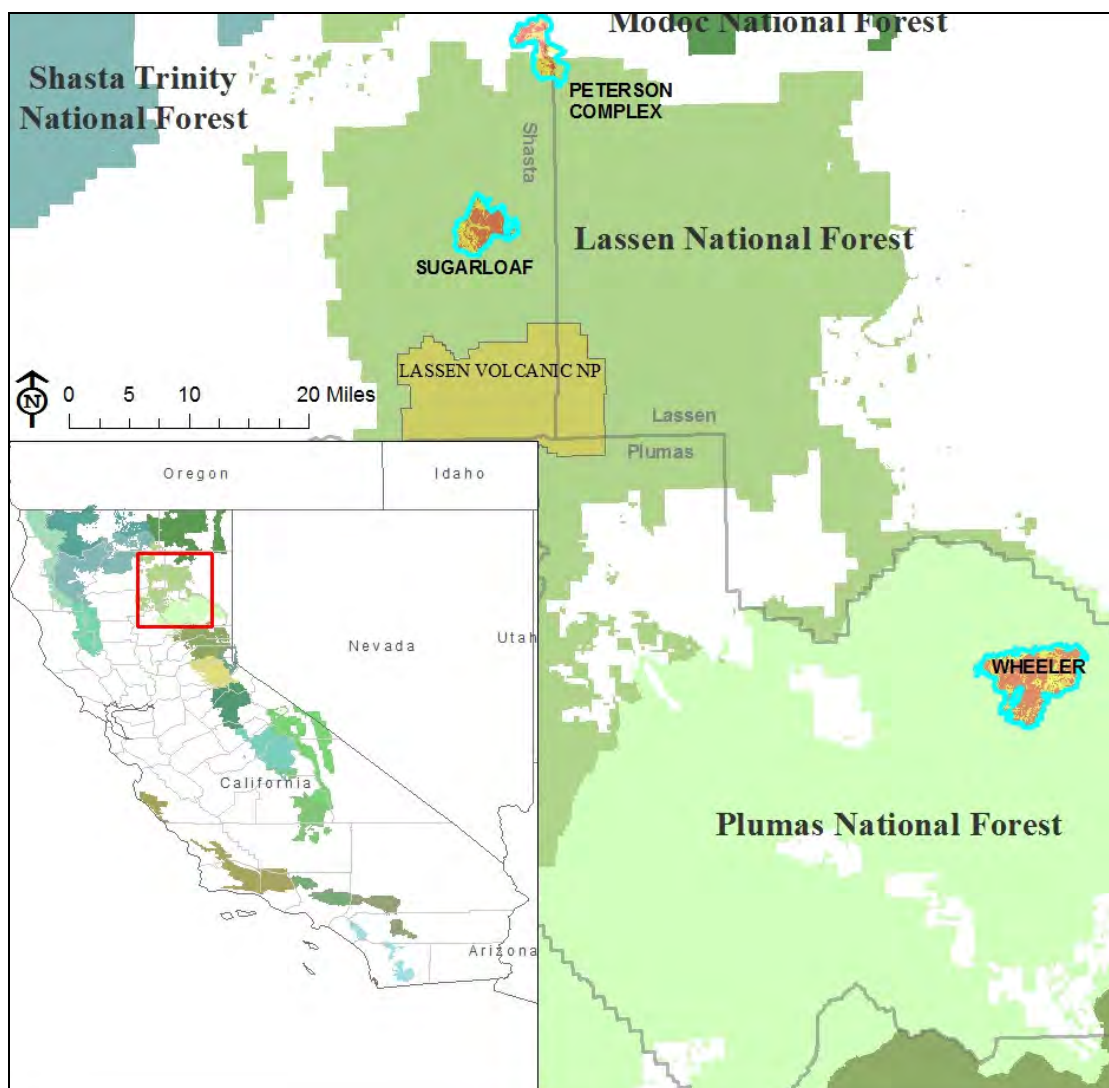 Modoc National Forest
Shasta Trinity
National Forest
PETERSON
COMPLEX
Shasta
Lassen National Forest
SUGARLOAF
LASSEN VOLCANIC NP
N
0 5 10 20 Miles
Lassen
Plumas
Oregon
Idaho
Nevada
Utah
California
Arizona
WHEELER
Plumas National Forest